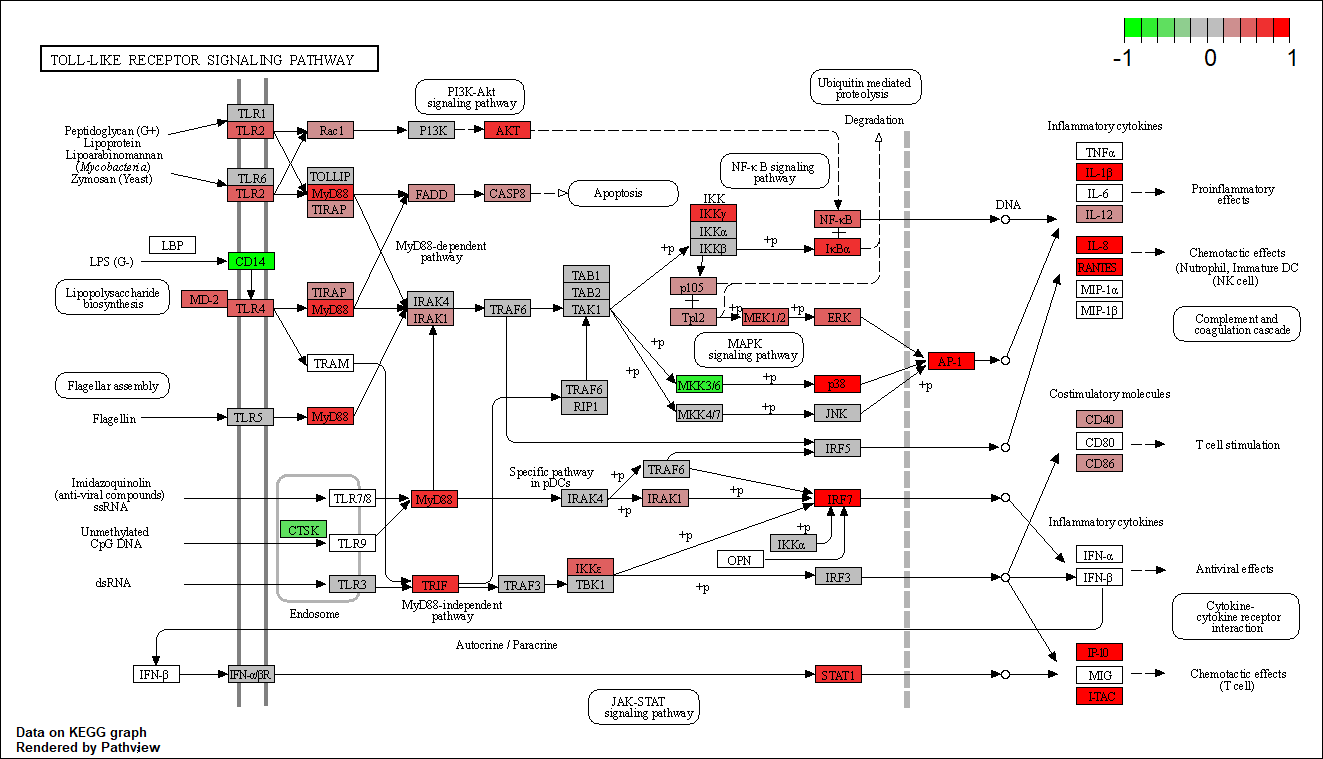 -1 0 1
TOLL-LIKE RECEPTOR SIGNALING PATHWAY
PI3K-Akt
signaling pathway
Ubiquitin mediated
proteolysis
Degradation
Peptidoglycan (G+)
Lipoprotein
Lipoarabinomannan
(Mycobacteria)
Zymosan (Yeast)
TLR1
TLR2
Rac1
P13K
AKT
TLR6
TLR2
TOLLIP
MyD88
TIRAP
FADD
CASP8
Apoptosis
NF-κB signaling
pathway
MyD88-dependent
pathway
LBP
LPS (G-)
CD14
Lipopolysaccharide
biosynthesis
MD-2
TLR4
TIRAP
MyD88
IRAK4
IRAK1
TRAF6
TAB1
TAB2
TAK1
IKK
IKKγ
IKKα
IKKβ
+p
+p
NF-κB
+
IκBα
p105
+
Tpl2
+p
MEK1/2
+p
ERK
MAPK
signaling pathway
DNA
TRAM
+p
+p
MKK3/6
+p
p38
AP-1
+p
MKK4/7
+p
JNK
Flagellar assembly
Flagellin
TLR5
MyD88
TRAF6
RIP1
IRF5
Imidazoquinolin
(anti-viral compounds)
ssRNA
TLR7/8
MyD88
Specific pathway
in pDCs
IRAK4
+p
+p
TRAF6
IRAK1
+p
IRF7
Unmethylated
CpG DNA
CTSK
TLR9
+p
IKKα
+p
OPN
dsRNA
TLR3
TRIF
TRAF3
IKKε
TBK1
+p
IRF3
Endosome
MyD88-independent
pathway
Autocrine / Paracrine
IFN-β
IFN-α/βR
STAT1
JAK-STAT
signaling pathway
Inflammatory cytokines
TNFα
IL-1β
IL-6
IL-12
Proinflammatory
effects
IL-8
RANTES
MIP-1α
MIP-1β
Chemotactic effects
(Nutrophil, Immature DC
(NK cell)
Complement and
coagulation cascade
Costimulatory molecules
CD40
CD80
CD86
T cell stimulation
Inflammatory cytokines
IFN-α
IFN-β
Antiviral effects
Cytokine-
cytokine receptor
interaction
IP-10
MIG
I-TAC
Chemotactic effects
(T cell)
Data on KEGG graph
Rendered by Pathview